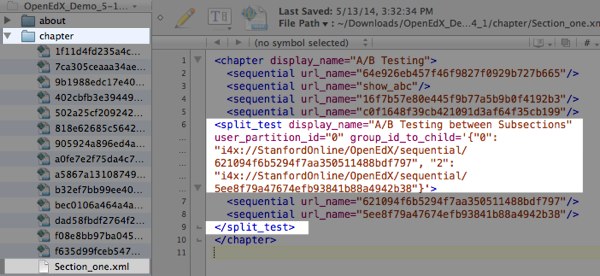 about
chapter
1f11d4fd235a4c...
7ca305ceaaa34ae...
9b1988edc17e40...
402cbfb3e39449...
502a25cf209242...
818e62685c5642...
905924a896ed4a...
a0fe7e2f75da4c7...
a5867a13108749...
b32ef7bb99ee40...
bec0106a464a4a...
dad58fbdf2764f2...
f08e8bb97ba045...
f635d99fceb547...
Section_one.xml
Last Saved: 5/13/14, 3:32:34 PM
File Path ▾: ~/Downloads/OpenEdX_De...4_1/chapter/Section_one.xml
(no symbol selected)
1 <chapter display_name="A/B Testing">
2 <sequential url_name="64e926eb457f46f9827f0929b727b665"/>
3 <sequential url_name="show_abc"/>
4 <sequential url_name="16f7b57e80e445f9b77a5b9b0f4192b3"/>
5 <sequential url_name="c0f1648f39cb421091d3af64f35cb199"/>
6 <split_test display_name="A/B Testing between Subsections"
user_partition_id="0" group_id_to_child='{"0":
"i4x://StanfordOnline/OpenEdX/sequential/
621094f6b5294f7aa350511488bdf797", "2":
"i4x://StanfordOnline/OpenEdX/sequential/
5ee8f79a47674efb93841b88a4942b38"}'>
7 <sequential url_name="621094f6b5294f7aa350511488bdf797"/>
8 <sequential url_name="5ee8f79a47674efb93841b88a4942b38"/>
9 </split_test>
10 </chapter>
11